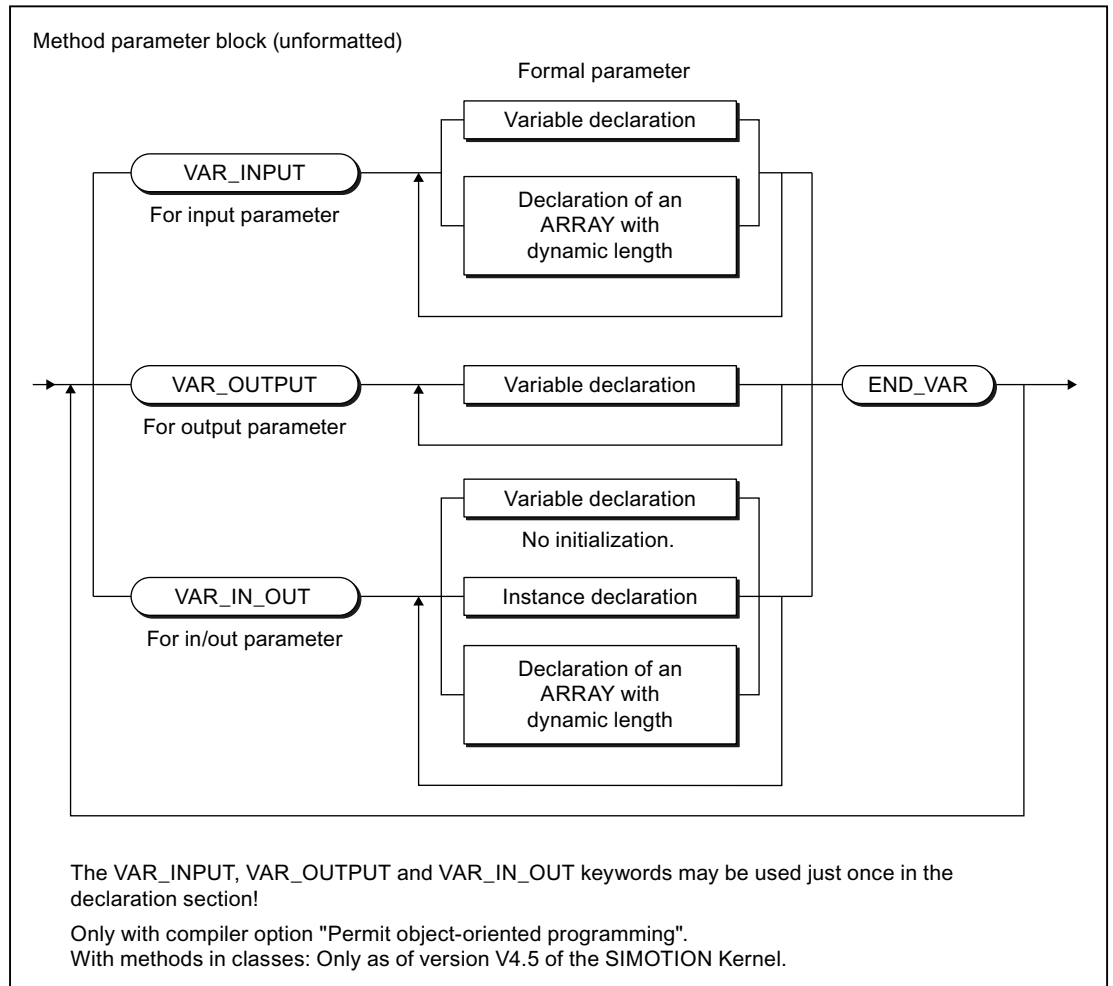 Method parameter block (unformatted)
Formal parameter
Variable declaration
VAR_INPUT
For input parameter
Declaration of an
ARRAY with
dynamic length
VAR_OUTPUT
For output parameter
Variable declaration
END_VAR
Variable declaration
No initialization.
VAR_IN_OUT
For in/out parameter
Instance declaration
Declaration of an
ARRAY with
dynamic length
The VAR_INPUT, VAR_OUTPUT and VAR_IN_OUT keywords may be used just once in the
declaration section!
Only with compiler option "Permit object-oriented programming".
With methods in classes: Only as of version V4.5 of the SIMOTION Kernel.